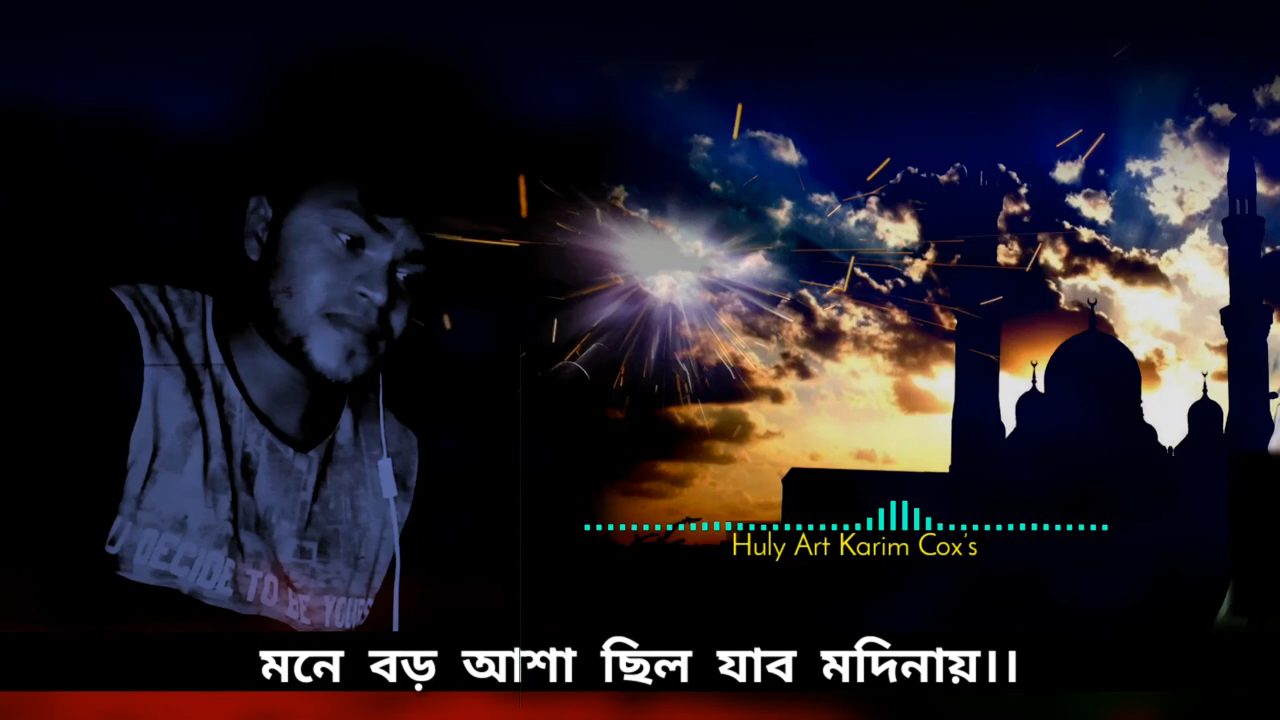 Huly Art Karim Cox's
U DECIDE TO BE YOURS
মনে বড় আশা ছিল যাব মদিনায়।।